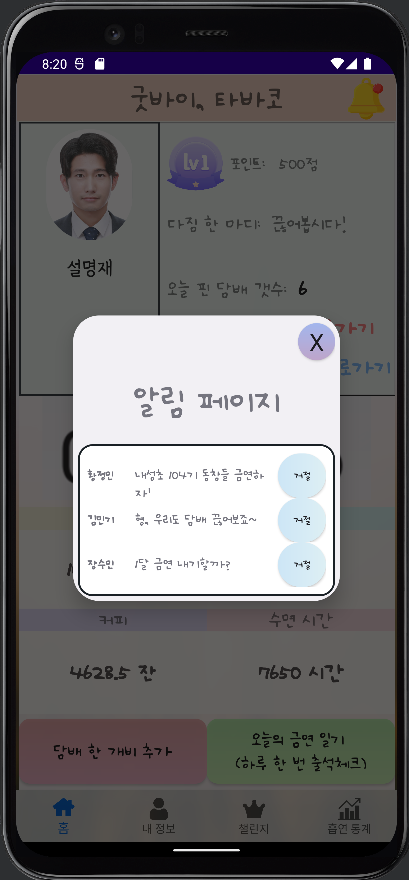 8:20
굿바이, 타바코
lv1
포인트: 500점
다짐 한 마디: 끊어봅시다!
설명재
오늘 핀 담배 갯수: 6
가기
로가기
X
알림 페이지
황정민 내성초 104기 동창들 금연하
자! 거절
김민기 형, 우리도 담배 끊어보죠~ 거절
장수민 1달 금연 내기할까? 거절
커피 수면 시간
4628.5 잔 7650 시간
담배 한 개비 추가
오늘의 금연 일기
(하루 한 번 출석체크)
홈 내 정보 챌린지 흡연 통계